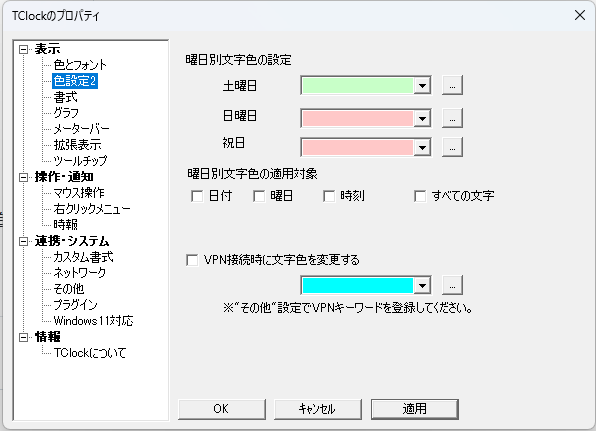 TClockのプロパティ
表示
色とフォント
色設定2
書式
グラフ
メーターバー
拡張表示
ツールチップ
操作・通知
マウス操作
右クリックメニュー
時報
連携・システム
カスタム書式
ネットワーク
その他
プラグイン
Windows11対応
情報
TClockについて
曜日別文字色の設定
土曜日
...
日曜日
...
祝日
...
曜日別文字色の適用対象
日付 曜日 時刻 すべての文字
VPN接続時に文字色を変更する
...
※"その他"設定でVPNキーワードを登録してください。
OK キャンセル 適用